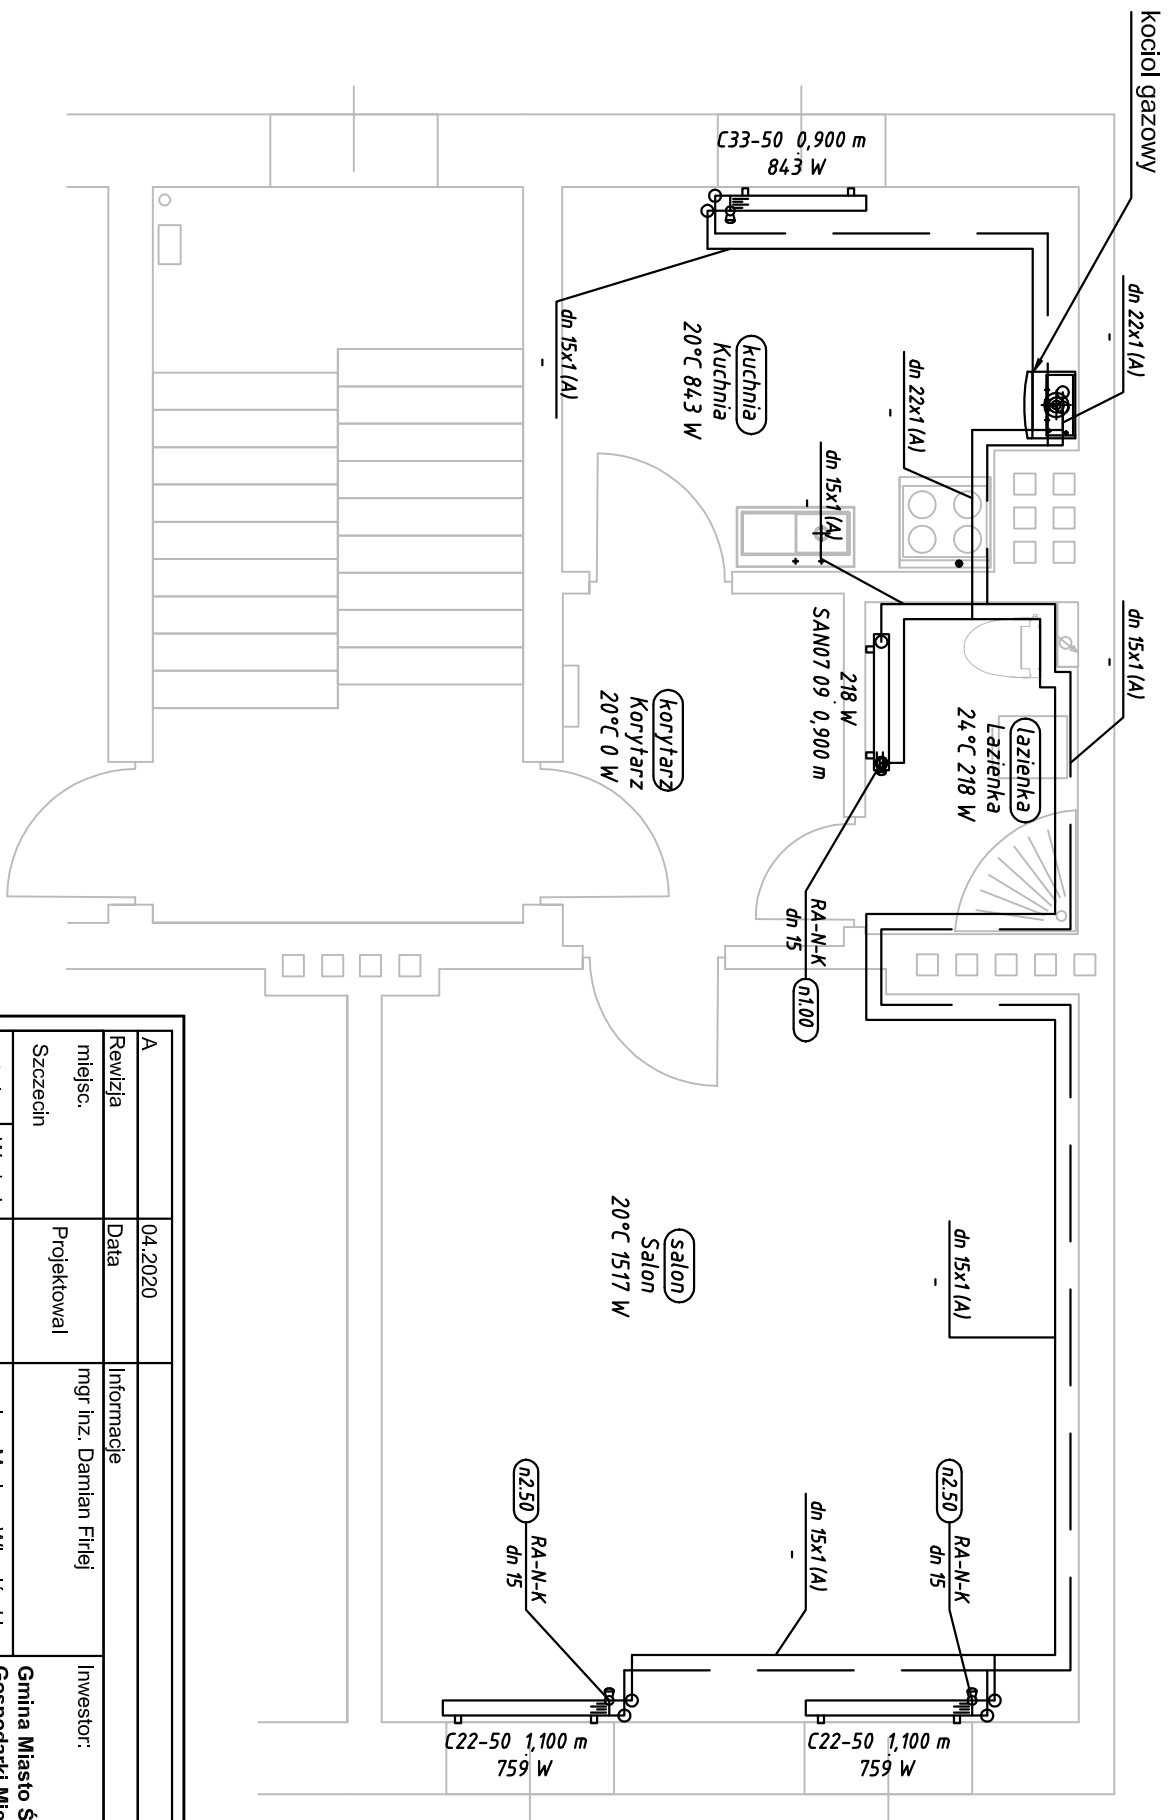 kociol gazowy
C33-50 0,900 m
843 W
dn 22x1 (A)
-
dn 15x1 (A)
-
kuchnia
Kuchnia
20°C 843 W
dn 22x1 (A)
-
dn 15x1 (A)
-
dn 15x1 (A)
-
218 W
SAN07 09 0,900 m
lazienka
Lazienka
24°C 218 W
korytarz
Korytarz
20°C 0 W
RA-N-K
dn 15
n1.00
salon
Salon
20°C 1517 W
dn 15x1 (A)
-
n2.50
RA-N-K
dn 15
dn 15x1 (A)
-
n2.50
RA-N-K
dn 15
C22-50 1,100 m
759 W
C22-50 1,100 m
759 W
A
04.2020
Rewizja
Data
Informacje
miejsc.
Szczecin
Projektowal
mgr inz. Damian Firlej
Inwestor:
Gmina Miasto